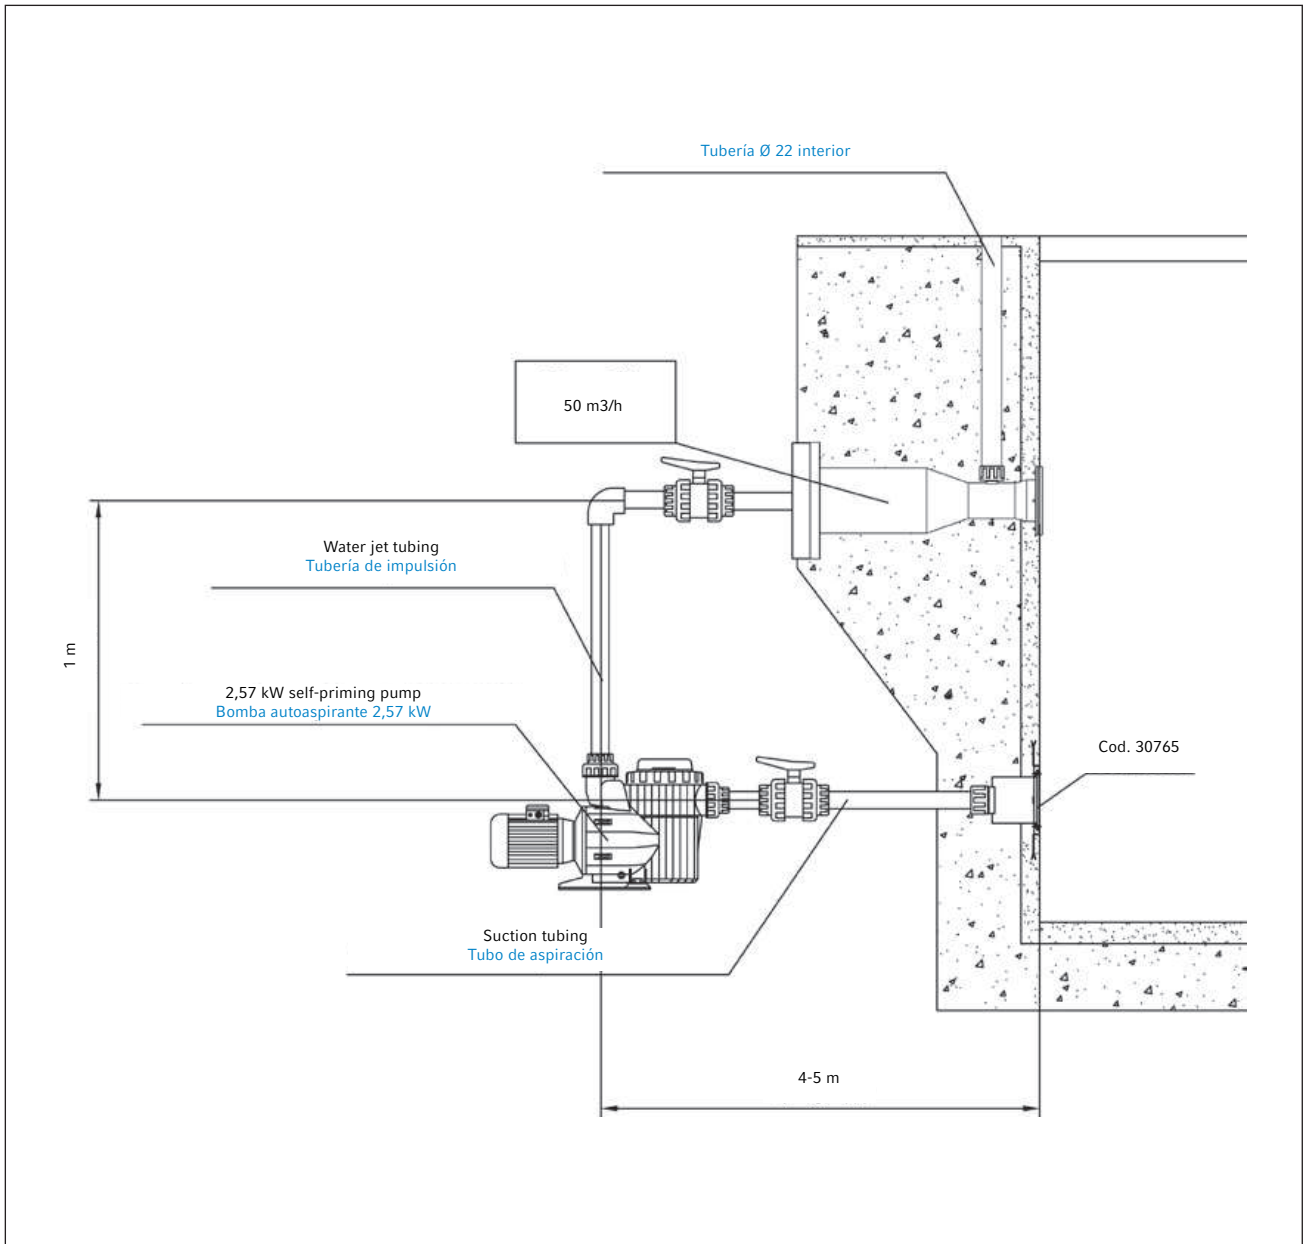 Tubería Ø 22 interior
50 m3/h
Water jet tubing
Tubería de impulsión
1 m
2,57 kW self-priming pump
Bomba autoaspirante 2,57 kW
Cod. 30765
Suction tubing
Tubo de aspiración
4-5 m